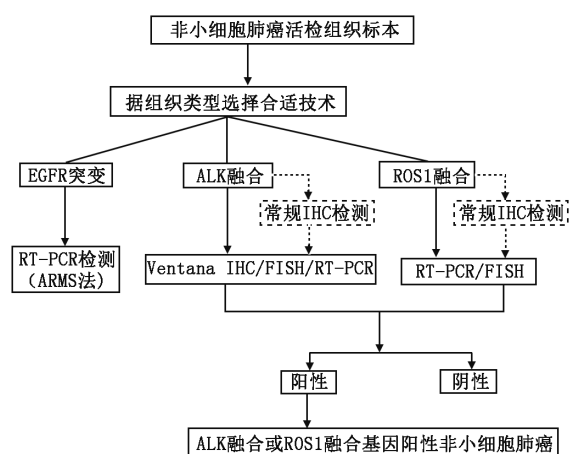 非小细胞肺癌活检组织标本
据组织类型选择合适技术
EGFR突变
ALK融合
ROS1融合
常规IHC检测
常规IHC检测
RT-PCR检测
(ARMS法)
Ventana IHC/FISH/RT-PCR
RT-PCR/FISH
阳性
阴性
ALK融合或ROS1融合基因阳性非小细胞肺癌